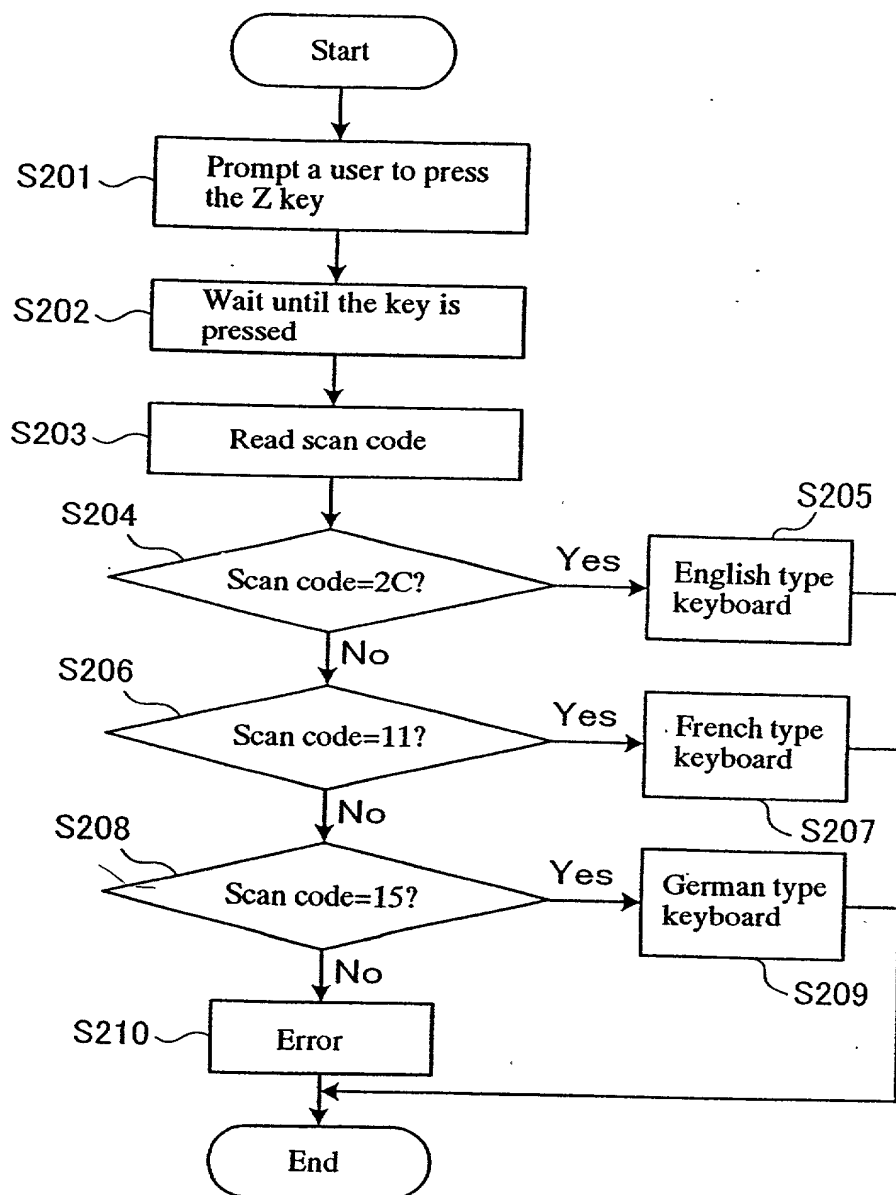 Start
S201
Prompt a user to press
the Z key
S202
Wait until the key is
pressed
S203
Read scan code
S204
Scan code=2C?
Yes
S205
English type
keyboard
No
S206
Scan code=11?
Yes
French type
keyboard
S207
No
S208
Scan code=15?
Yes
German type
keyboard
S209
No
S210
Error
End